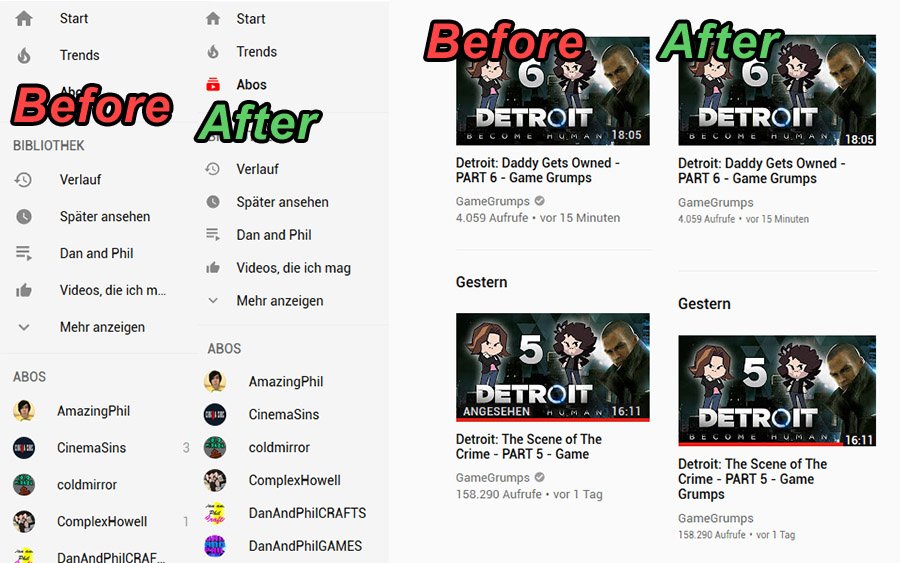 Start
Trends
Abos
Before
BIBLIOTHEK
Verlauf
Später ansehen
Dan and Phil
Videos, die ich m...
Mehr anzeigen
ABOS
AmazingPhil
CinemaSins 3
coldmirror
ComplexHowell 1
DanAndPhilCRAF...
Start
Trends
Abos
After
Verlauf
Später ansehen
Dan and Phil
Videos, die ich mag
Mehr anzeigen
ABOS
AmazingPhil
CinemaSins
coldmirror
ComplexHowell
DanAndPhilCRAFTS
DanAndPhilGAMES
Before
6
DETROIT
BECOME HUMAN
18:05
Detroit: Daddy Gets Owned -
PART 6 - Game Grumps
GameGrumps
4.059 Aufrufe • vor 15 Minuten
Gestern
5
DETROIT
ANGESEHEN HUMAN 16:11
Detroit: The Scene of The
Crime - PART 5 - Game
GameGrumps
158.290 Aufrufe • vor 1 Tag
After
6
DETROIT
BECOME HUMAN
18:05
Detroit: Daddy Gets Owned -
PART 6 - Game Grumps
GameGrumps
4.059 Aufrufe • vor 15 Minuten
Gestern
5
DETROIT
BECOME HUMAN
16:11
Detroit: The Scene of The
Crime - PART 5 - Game
Grumps
GameGrumps
158.290 Aufrufe • vor 1 Tag